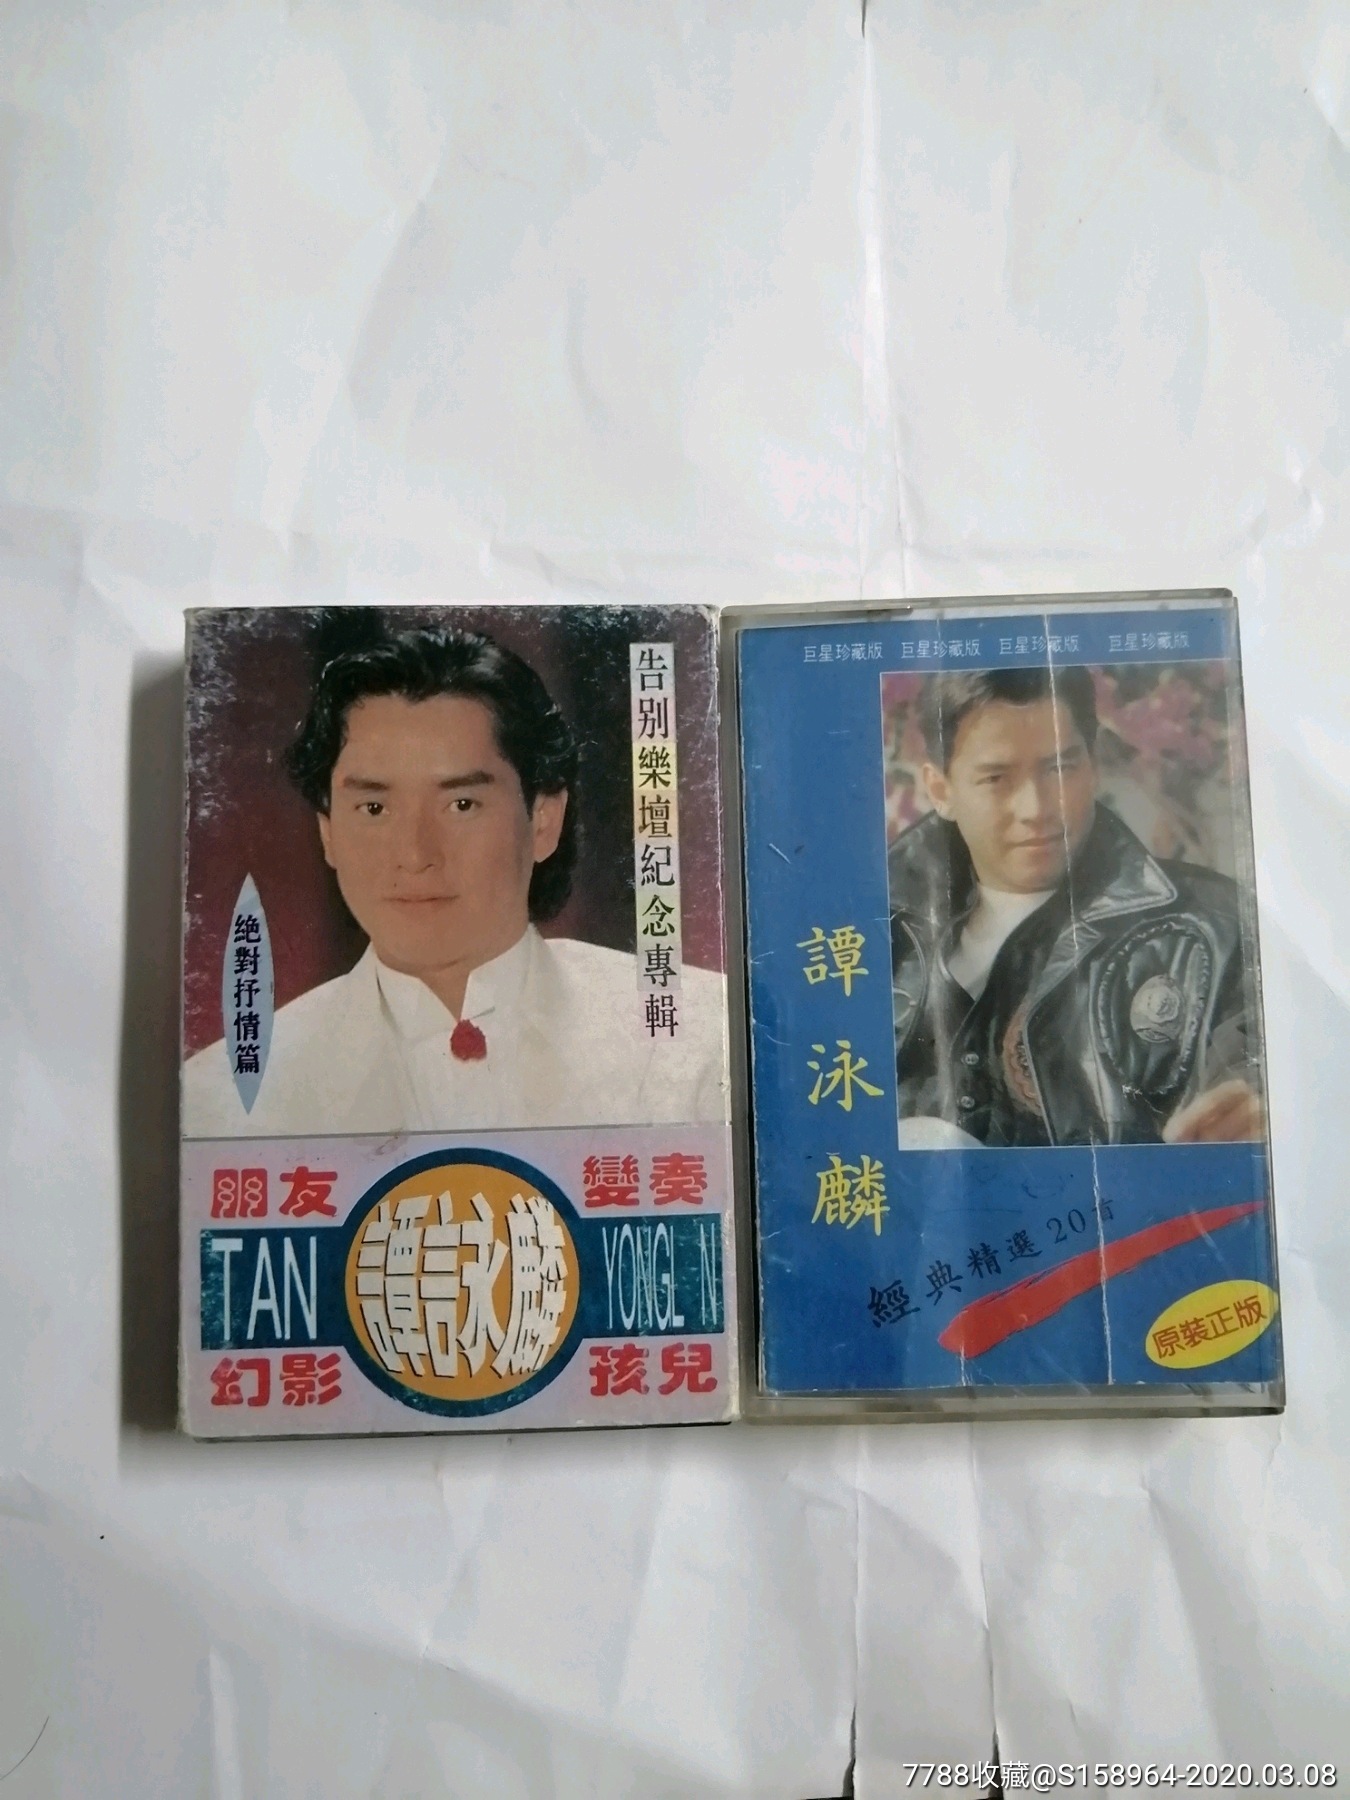 告别樂壇紀念專輯
絕對抒情篇
朋友
變奏
TAN
譚詠麟
YONGL N
幻影
孩兒
巨星珍藏版 巨星珍藏版 巨星珍藏版 巨星珍藏版
譚泳麟
經典精選20首
原裝正版
7788收藏@S158964-2020.03.08